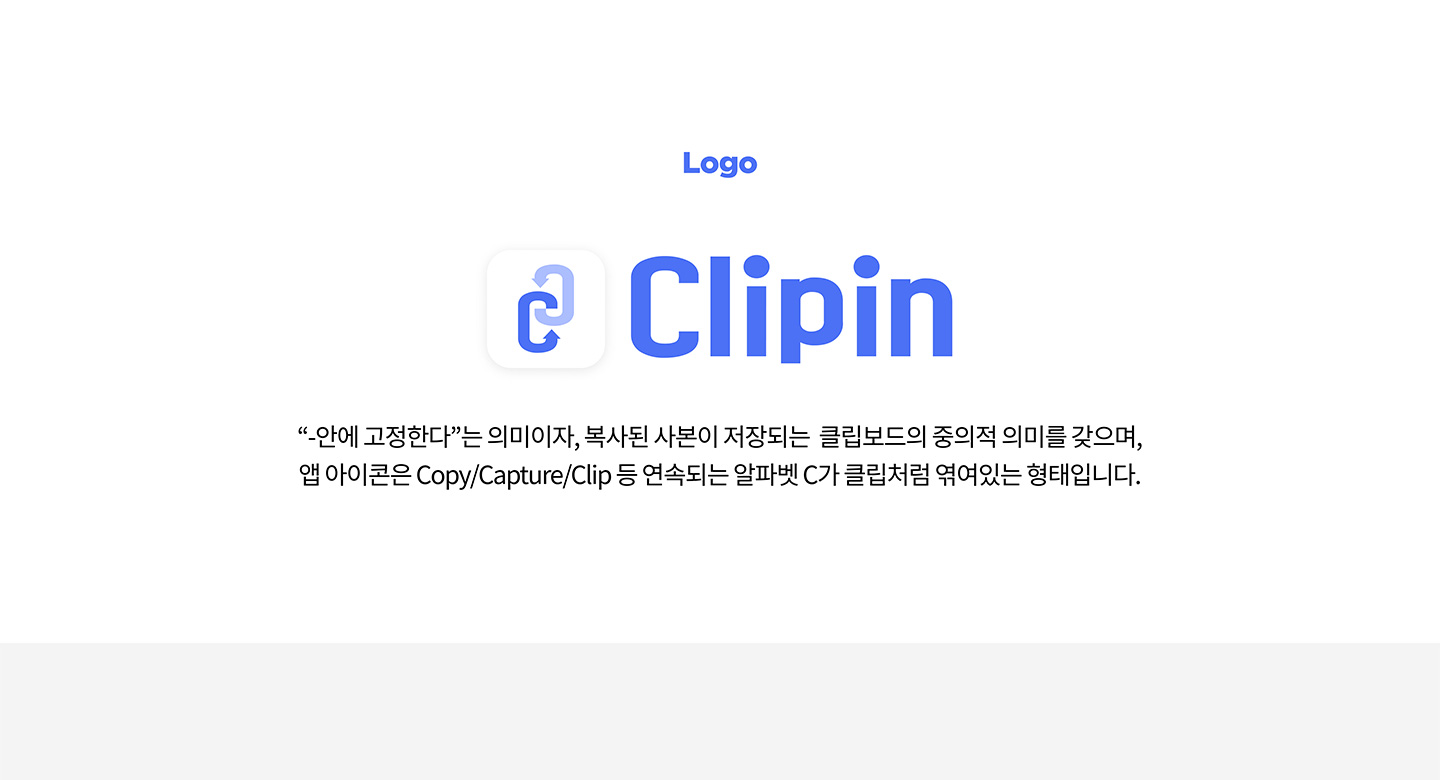 Logo
Clipin
“-안에 고정한다”는 의미이자, 복사된 사본이 저장되는 클립보드의 중의적 의미를 갖으며,
앱 아이콘은 Copy/Capture/Clip 등 연속되는 알파벳 C가 클립처럼 엮여있는 형태입니다.